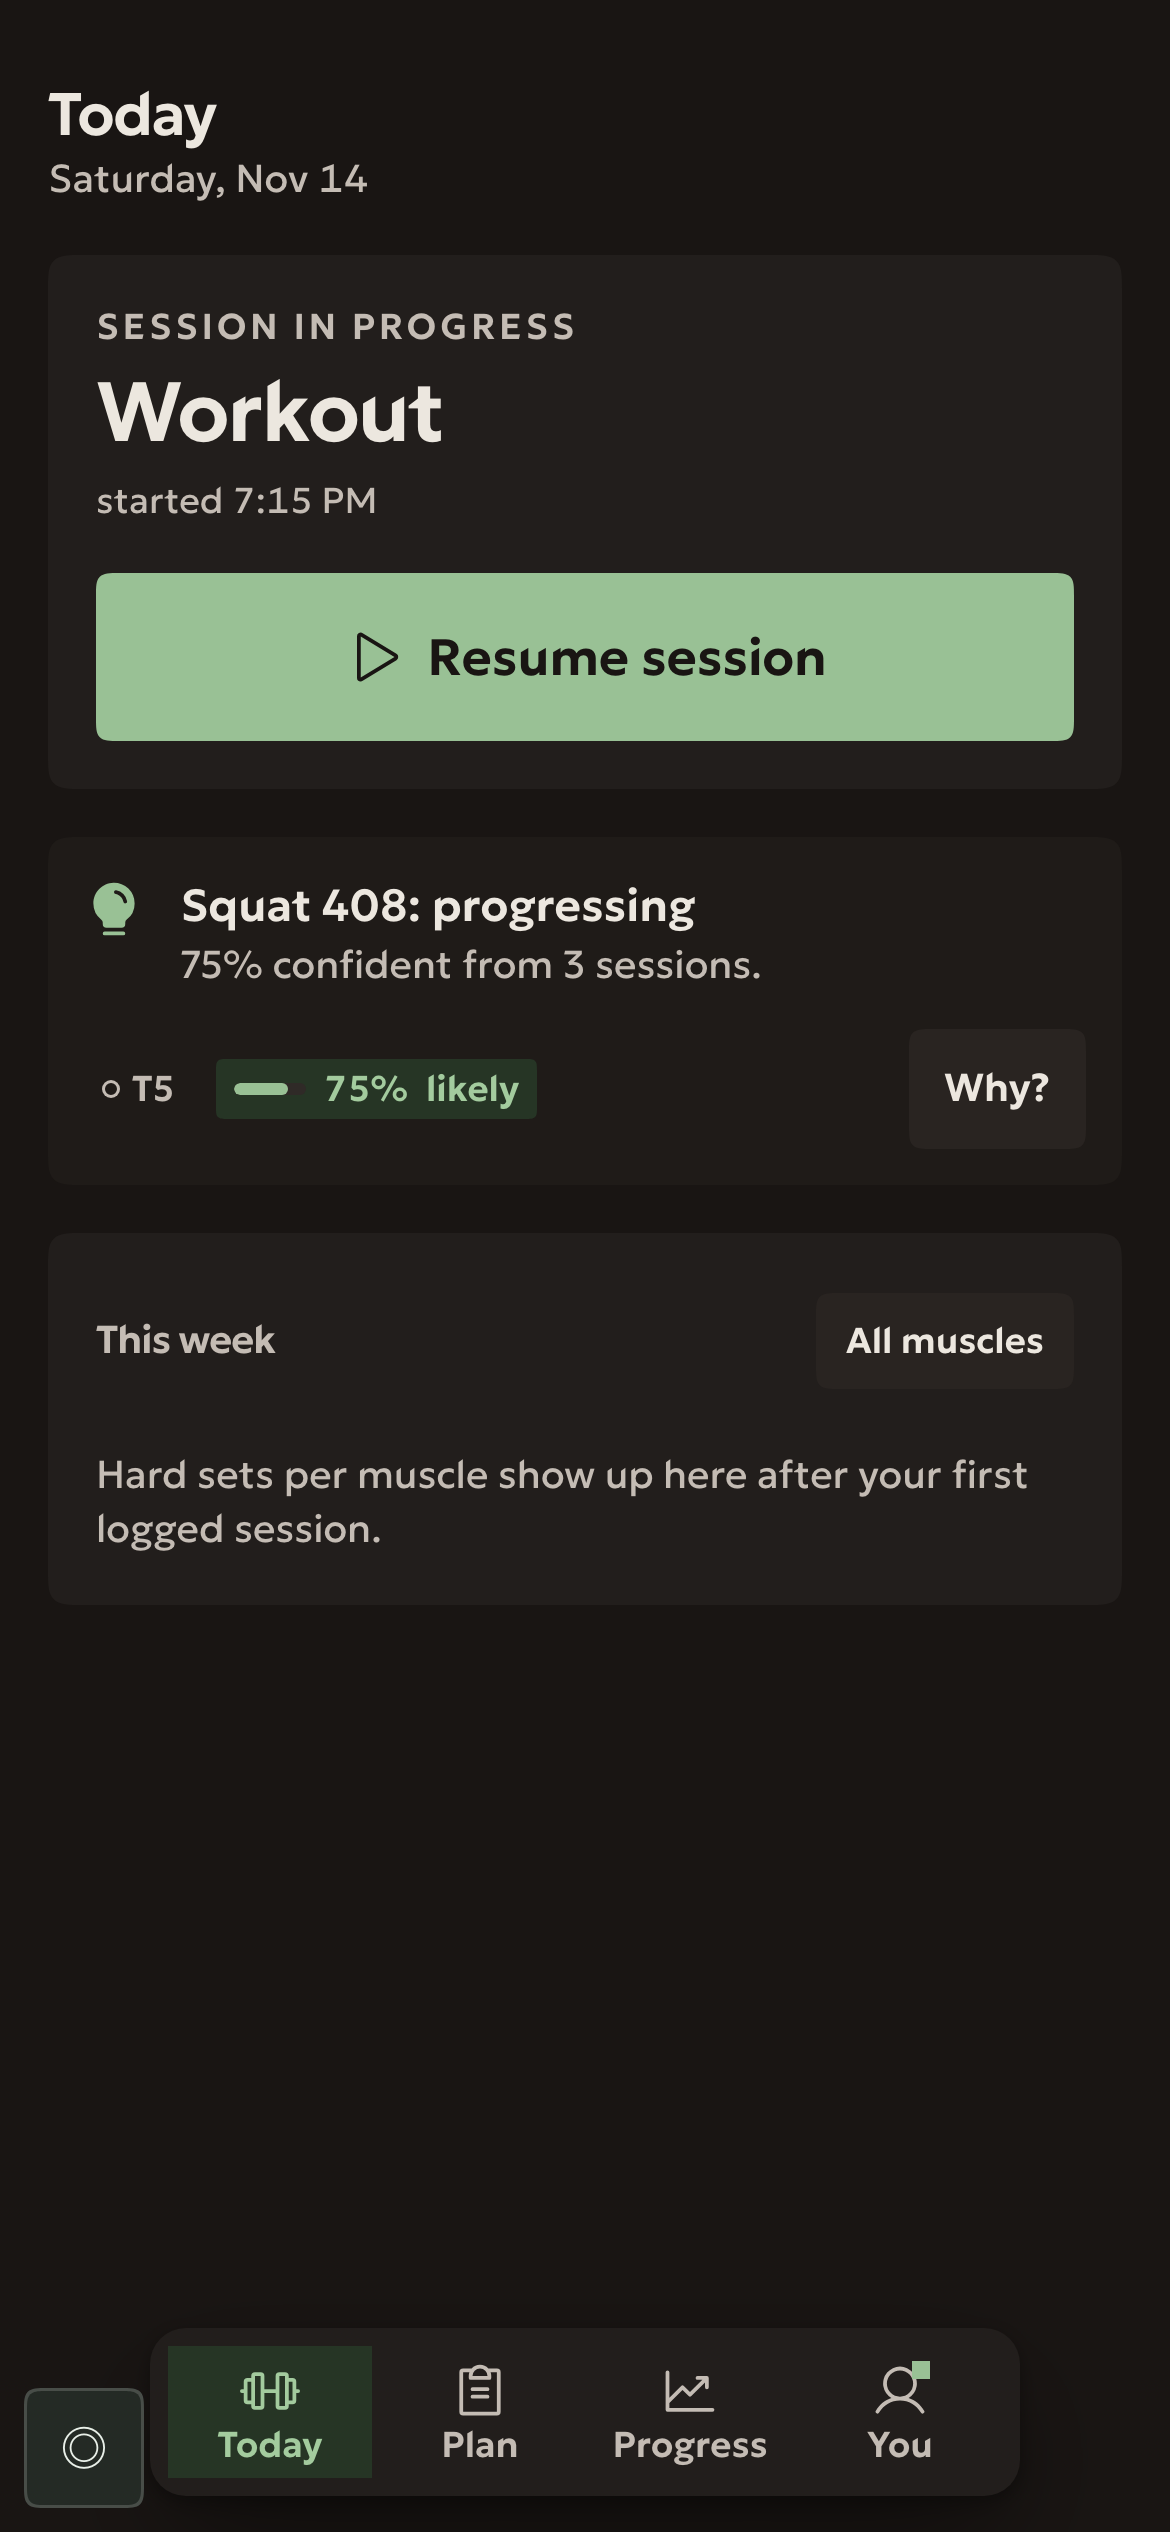 Today
Saturday, Nov 14
SESSION IN PROGRESS
Workout
started 7:15 PM
Resume session
Squat 408: progressing
75% confident from 3 sessions.
T5
75% likely
Why?
This week
All muscles
Hard sets per muscle show up here after your first
logged session.
Today
Plan
Progress
You